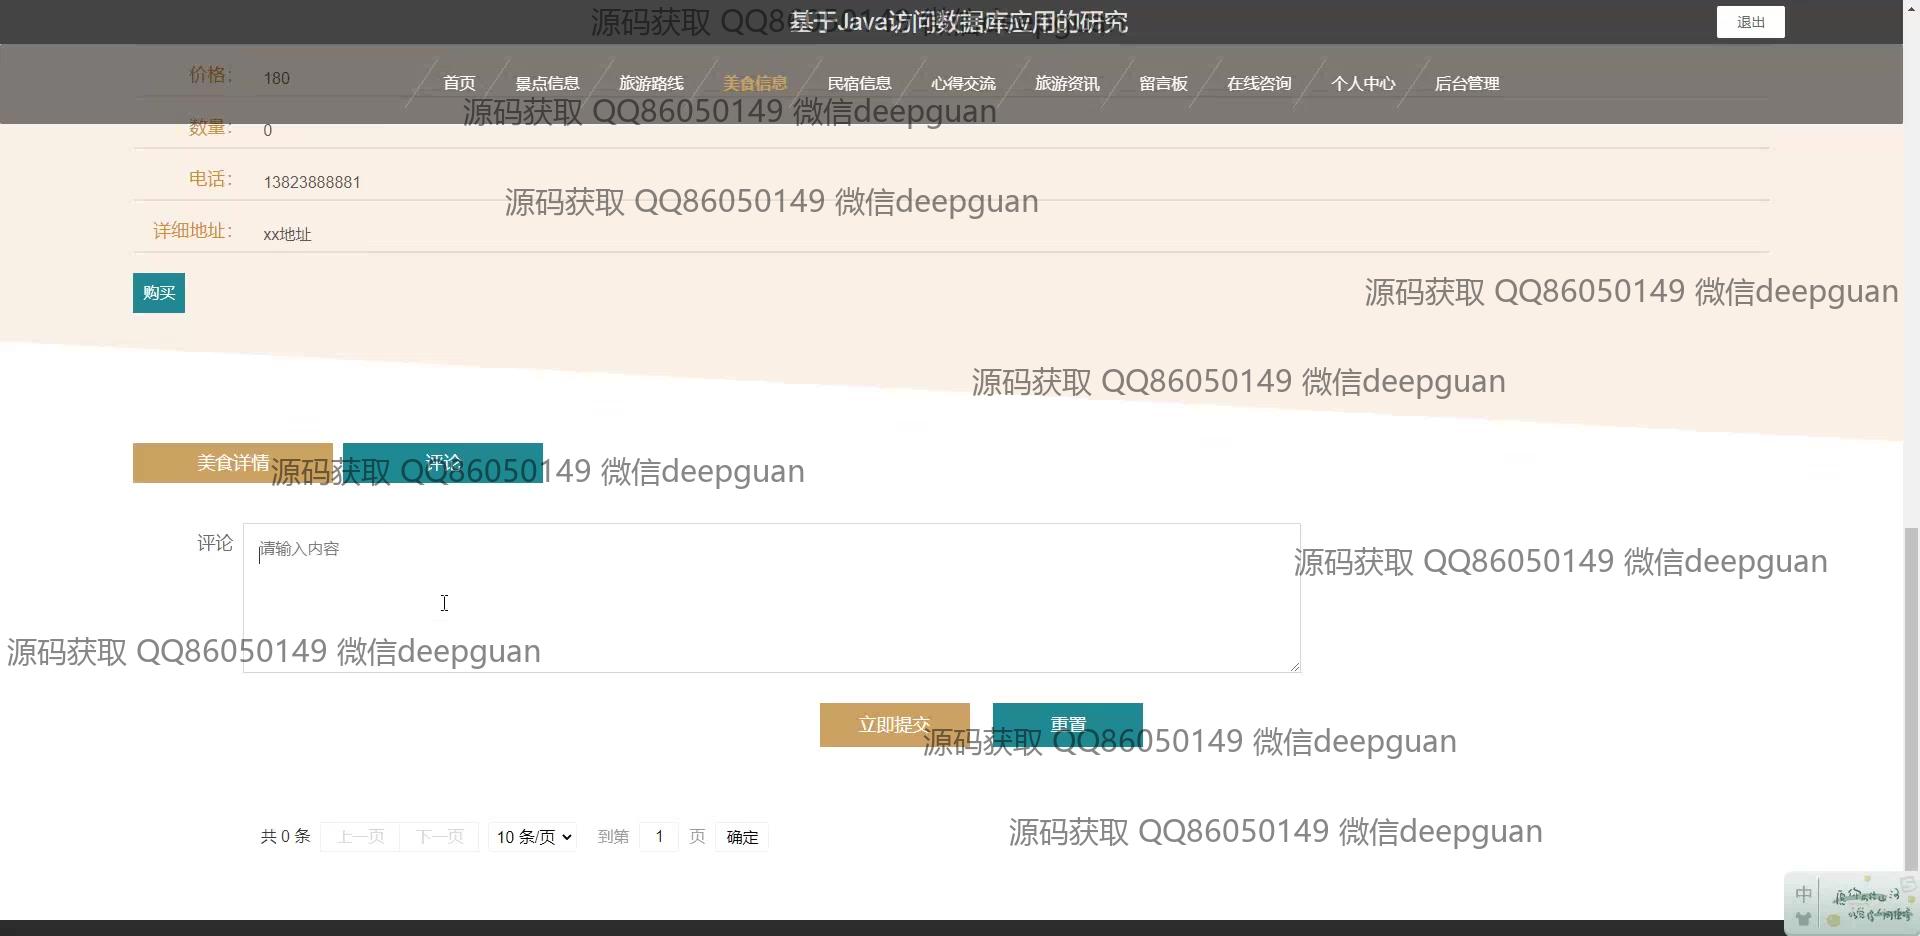 基于Java访问数据库应用的研究
退出
源码获取 QQ86050149 微信deepguan
首页 景点信息 旅游路线 美食信息 民宿信息 心得交流 旅游资讯 留言板 在线咨询 个人中心 后台管理
价格： 180
源码获取 QQ86050149 微信deepguan
数量： 0
电话： 13823888881
源码获取 QQ86050149 微信deepguan
详细地址： xx地址
购买
源码获取 QQ86050149 微信deepguan
源码获取 QQ86050149 微信deepguan
美食详情 评论
源码获取 QQ86050149 微信deepguan
评论 请输入内容
源码获取 QQ86050149 微信deepguan
源码获取 QQ86050149 微信deepguan
立即提交 重置
源码获取 QQ86050149 微信deepguan
共 0 条 上一页 下一页 10 条/页 到第 1 页 确定
源码获取 QQ86050149 微信deepguan
中